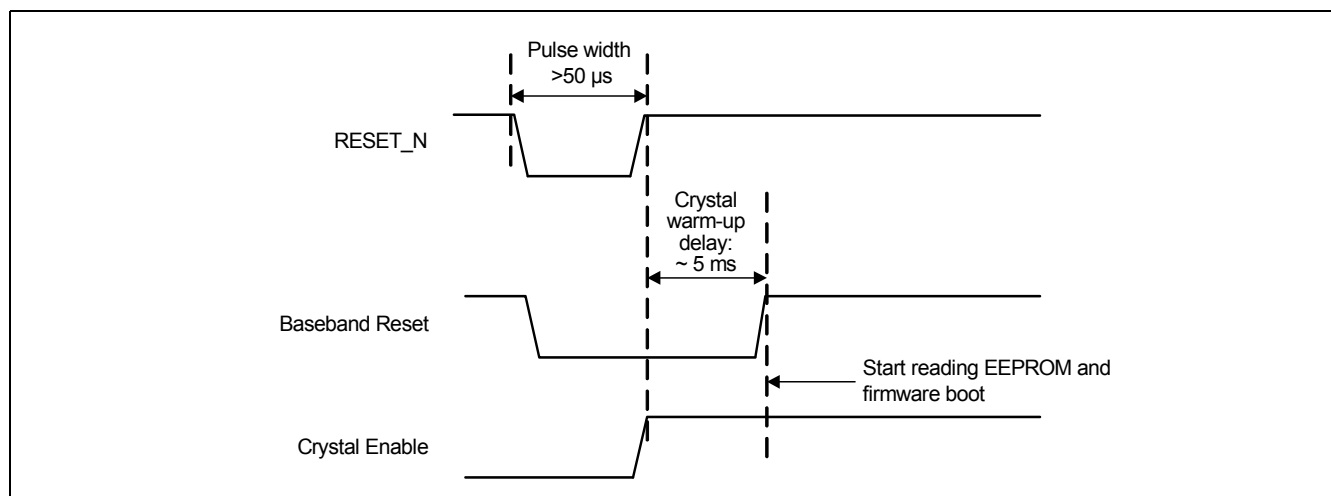 Pulse width
>50 µs
RESET_N
Crystal
warm-up
delay:
~ 5 ms
Baseband Reset
Start reading EEPROM and
firmware boot
Crystal Enable